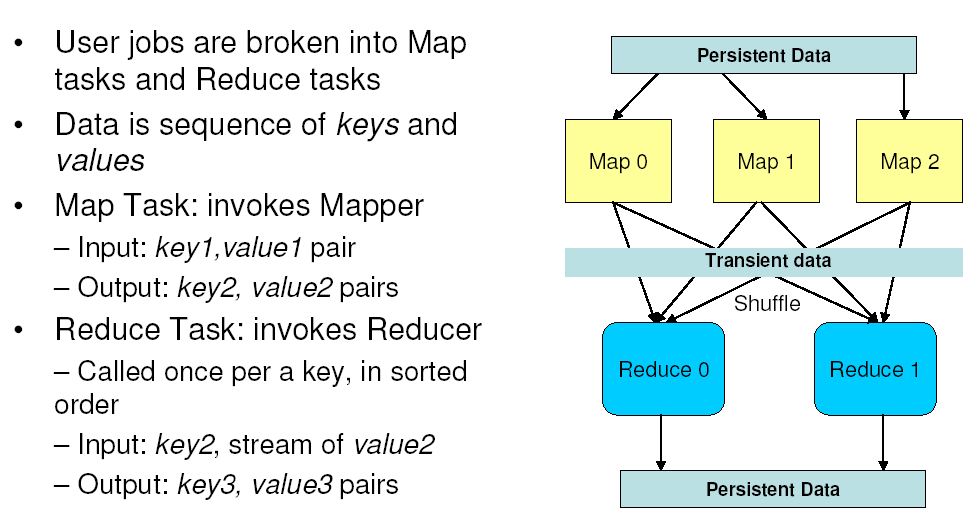 • User jobs are broken into Map
tasks and Reduce tasks
• Data is sequence of keys and
values
• Map Task: invokes Mapper
– Input: key1,value1 pair
– Output: key2, value2 pairs
• Reduce Task: invokes Reducer
– Called once per a key, in sorted
order
– Input: key2, stream of value2
– Output: key3, value3 pairs
Persistent Data
Map 0
Map 1
Map 2
Transient data
Shuffle
Reduce 0
Reduce 1
Persistent Data